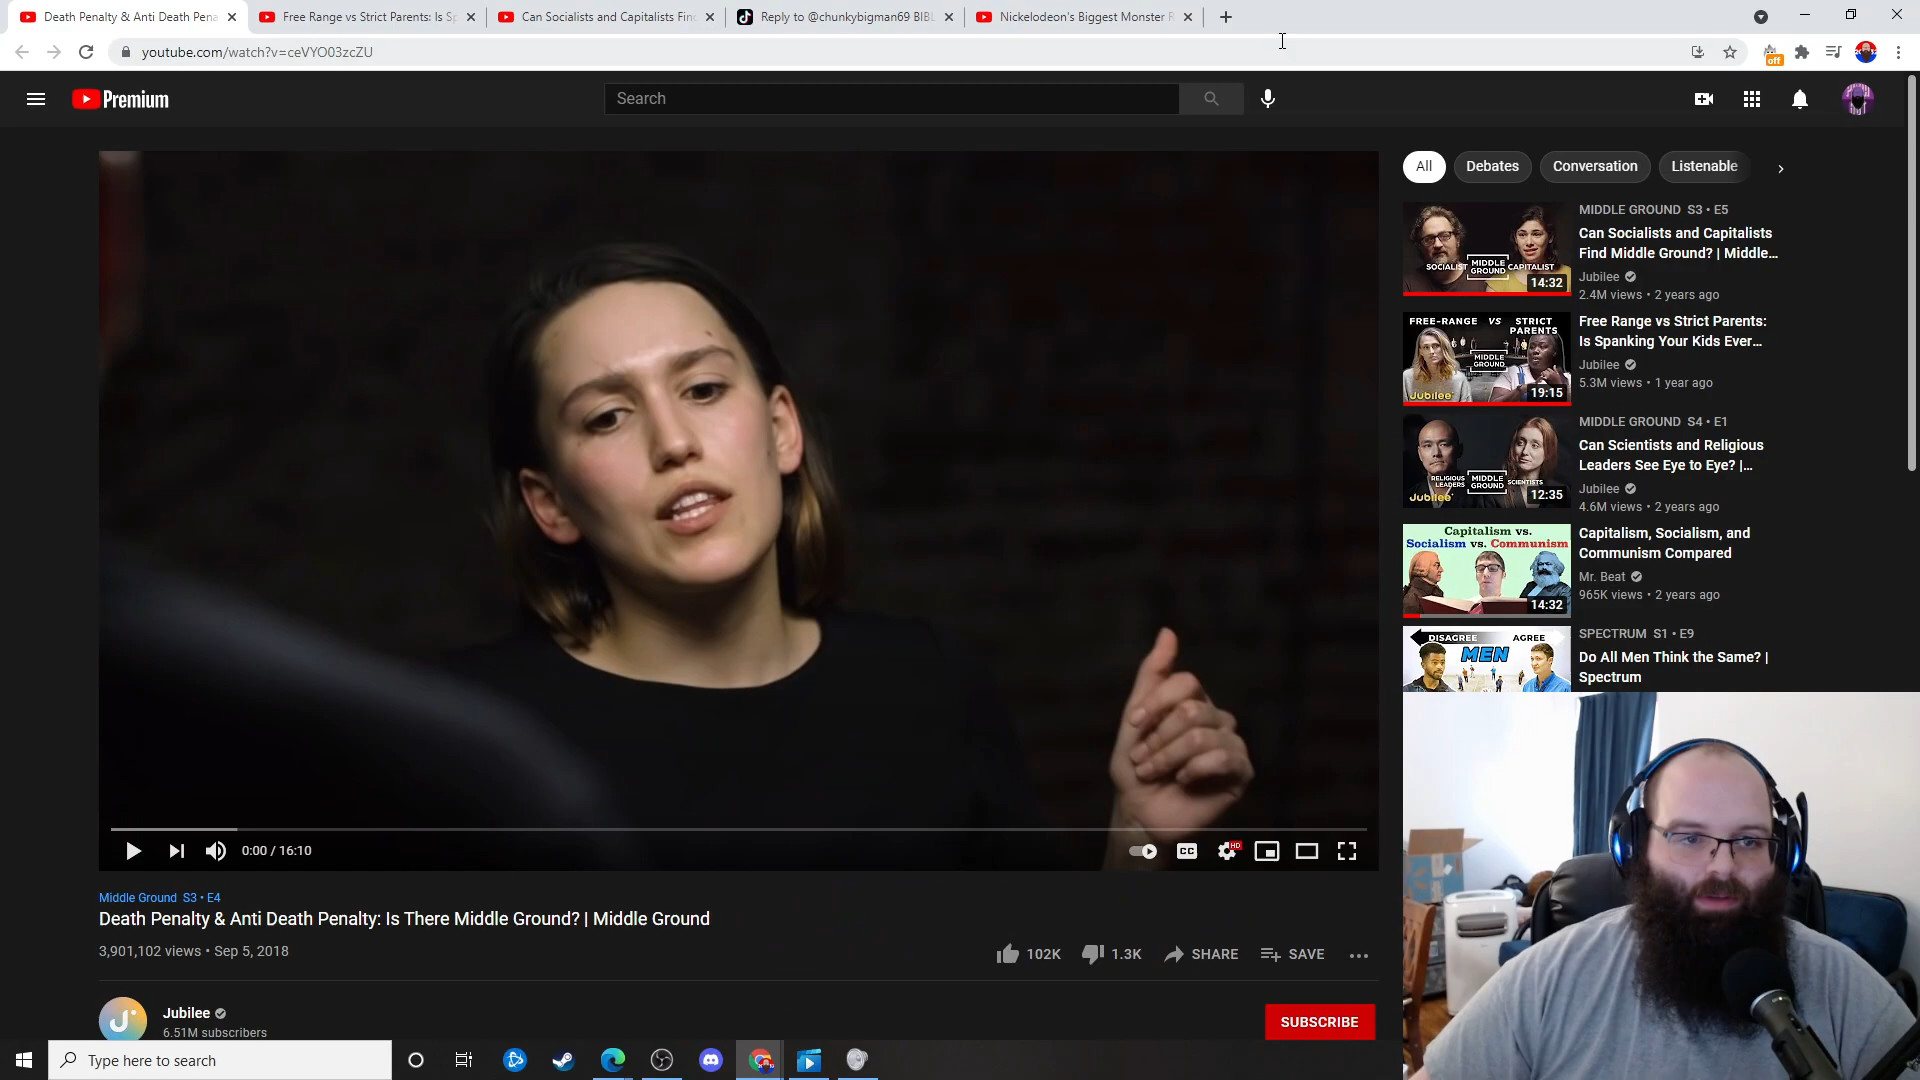 Death Penalty & Anti Death Pena
Free Range vs Strict Parents: Is Sp
Can Socialists and Capitalists Fin
Reply to @chunkybigman69 BIBL
Nickelodeon's Biggest Monster R
youtube.com/watch?v=ceVYO03zcZU
off
Premium
Search
All
Debates
Conversation
Listenable
SOCIALIST
MIDDLE
GROUND
CAPITALIST
14:32
MIDDLE GROUND S3 • E5
Can Socialists and Capitalists
Find Middle Ground? | Middle...
Jubilee
2.4M views • 2 years ago
FREE-RANGE VS STRICT
PARENTS
MIDDLE
GROUND
Jubilee
19:15
Free Range vs Strict Parents:
Is Spanking Your Kids Ever...
Jubilee
5.3M views • 1 year ago
RELIGIOUS
LEADERS
MIDDLE
GROUND
SCIENTISTS
Jubilee
12:35
MIDDLE GROUND S4 • E1
Can Scientists and Religious
Leaders See Eye to Eye? |...
Jubilee
4.6M views • 2 years ago
Capitalism vs.
Socialism vs. Communism
14:32
Capitalism, Socialism, and
Communism Compared
Mr. Beat
965K views • 2 years ago
DISAGREE AGREE
MEN
SPECTRUM S1 • E9
Do All Men Think the Same? |
Spectrum
0:00 / 16:10
CC
HD
Middle Ground S3 • E4
Death Penalty & Anti Death Penalty: Is There Middle Ground? | Middle Ground
3,901,102 views • Sep 5, 2018
102K
1.3K
SHARE
SAVE
Jubilee
6.51M subscribers
SUBSCRIBE
Type here to search